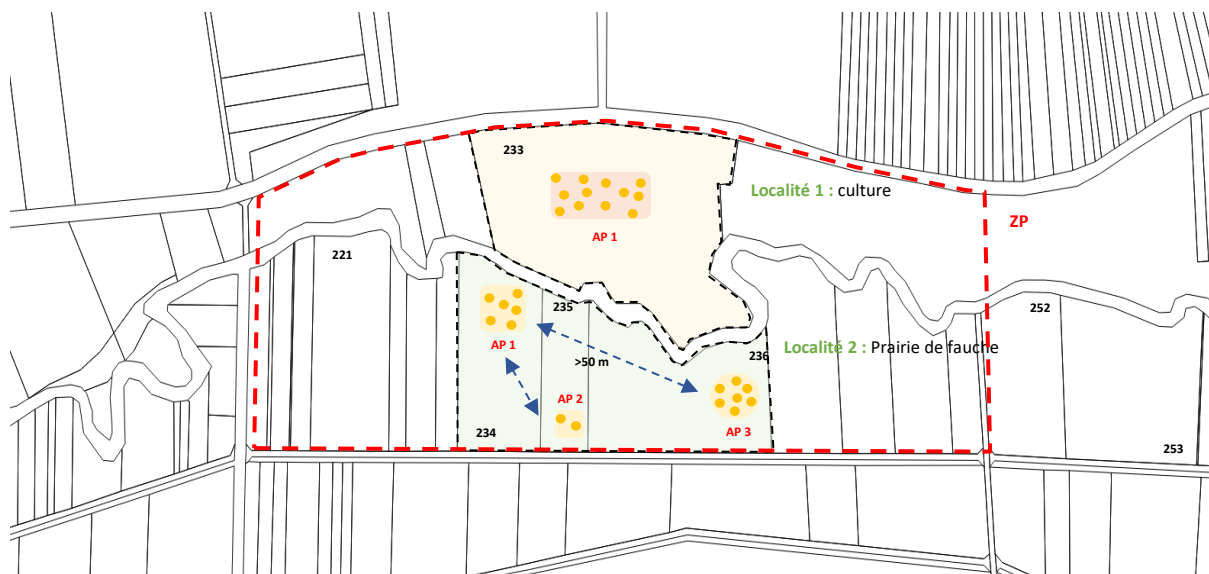 233
Localité 1 : culture
ZP
AP 1
221
235
252
AP 1
Localité 2 : Prairie de fauche
236
>50 m
AP 2
AP 3
234
253